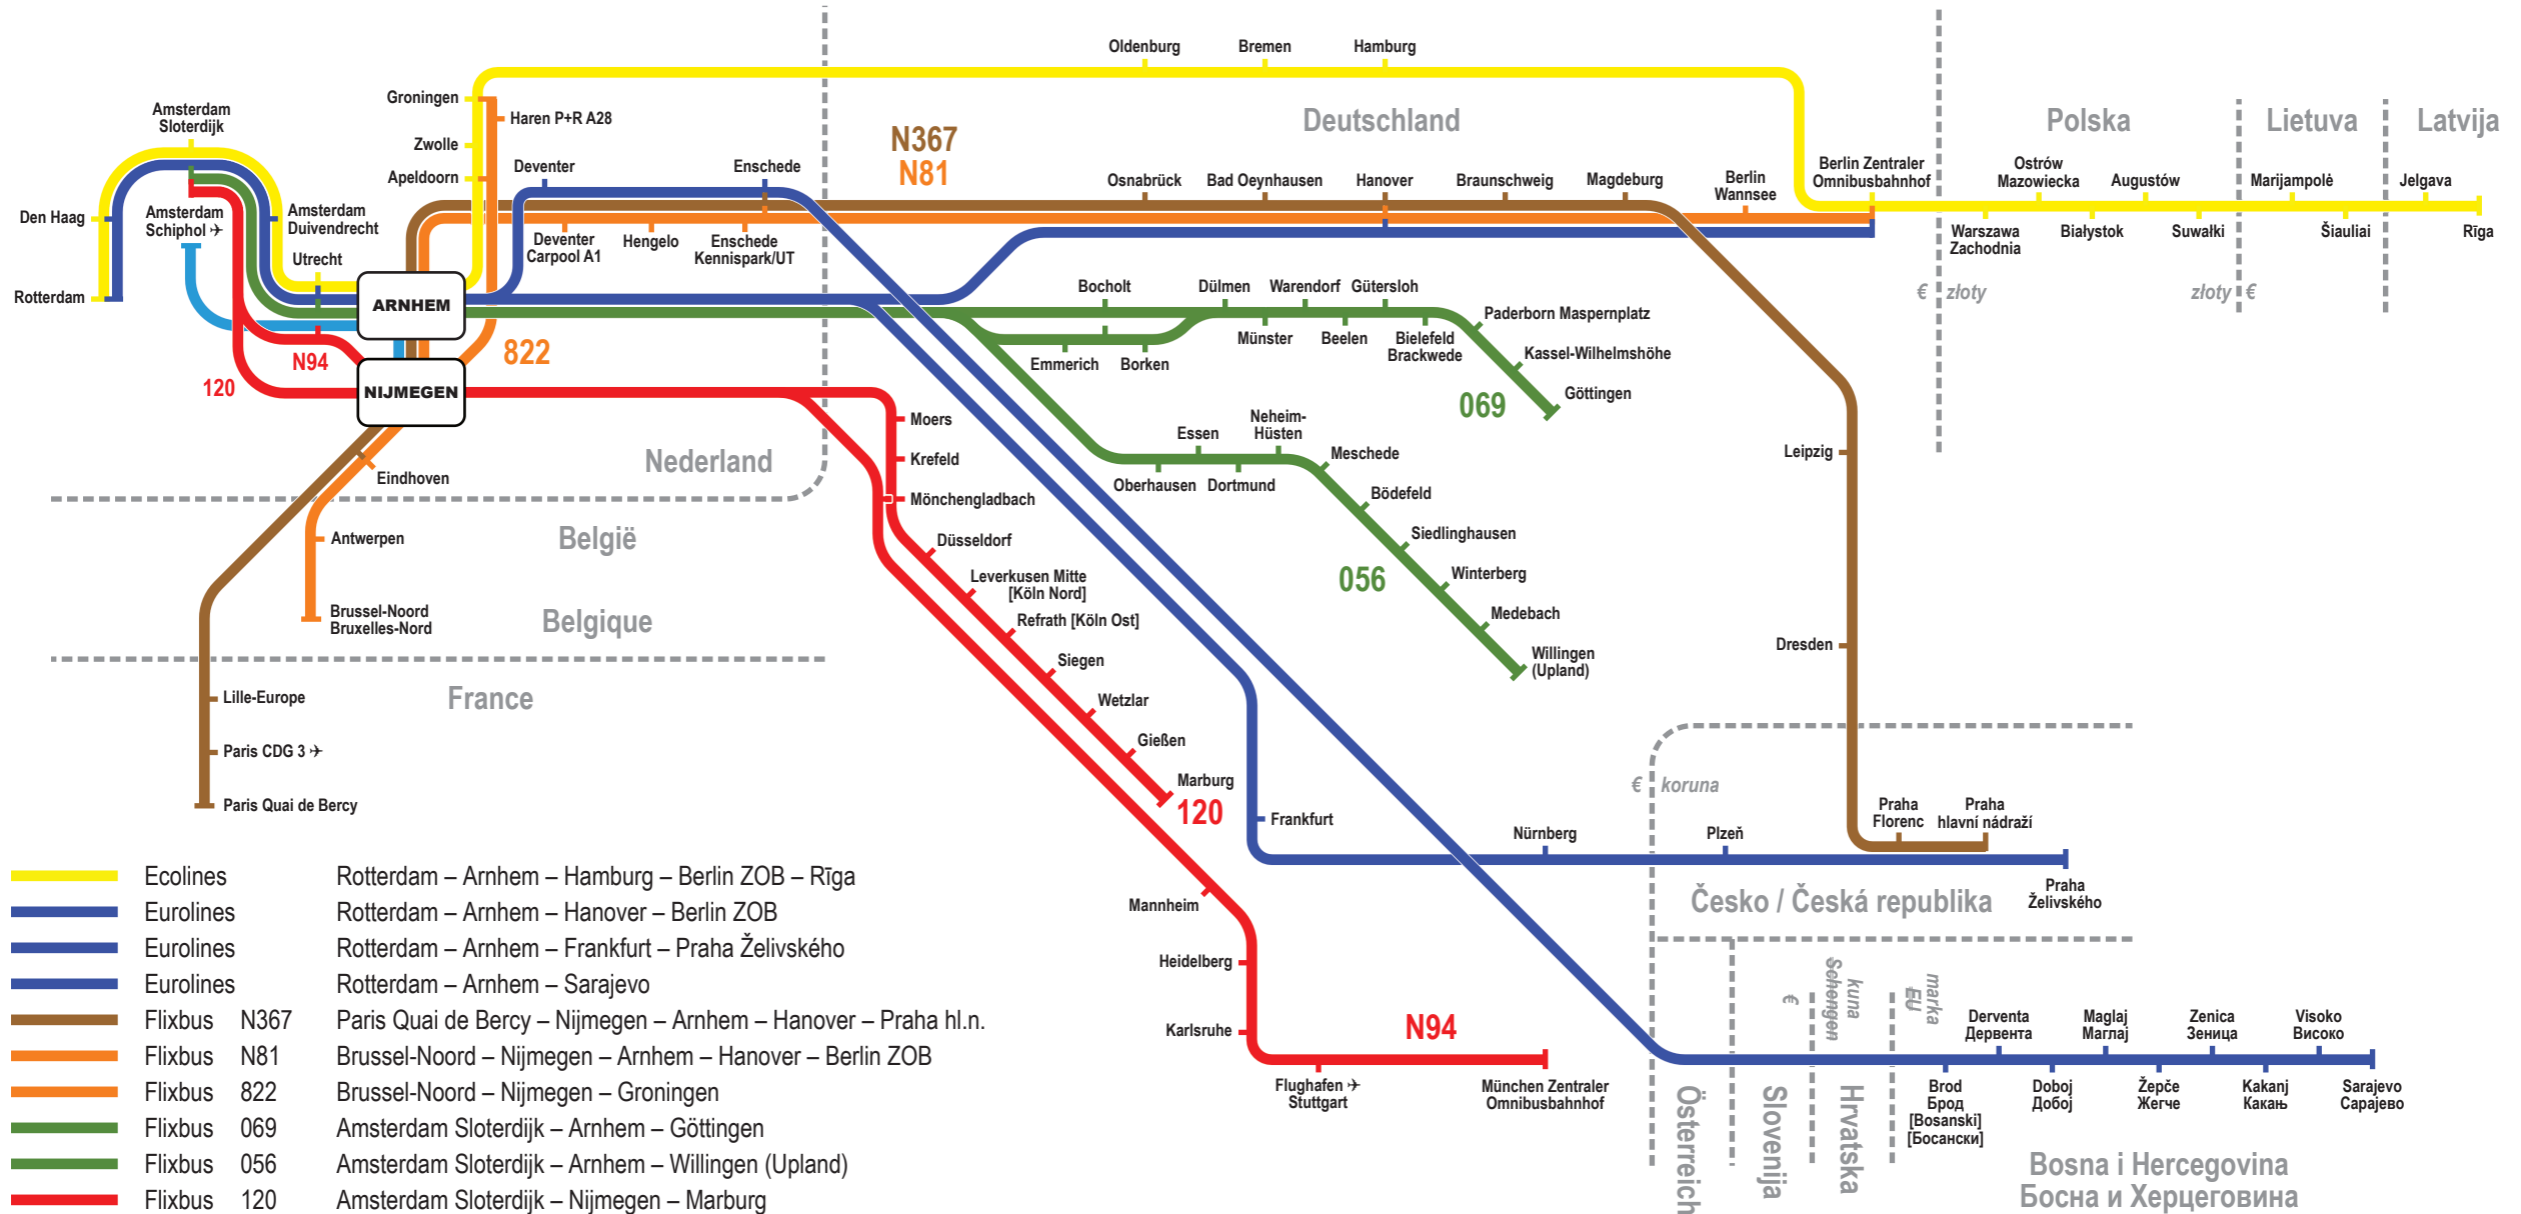 Oldenburg
Bremen
Hamburg
Groningen
Haren P+R A28
Zwolle
Apeldoorn
Amsterdam
Sloterdijk
Amsterdam
Schiphol ✈
Amsterdam
Duivendrecht
Den Haag
Rotterdam
Utrecht
ARNHEM
NIJMEGEN
N94
120
822
Deventer
Enschede
Deventer
Carpool A1
Hengelo
Enschede
Kennispark/UT
N367
N81
Deutschland
Polska
Lietuva
Latvija
Osnabrück
Bad Oeynhausen
Hanover
Braunschweig
Magdeburg
Berlin
Wannsee
Berlin Zentraler
Omnibusbahnhof
Ostrów
Mazowiecka
Augustów
Marijampolė
Jelgava
Warszawa
Zachodnia
Białystok
Suwałki
Šiauliai
Rīga
€ złoty
złoty €
Bocholt
Dülmen
Warendorf
Gütersloh
Paderborn Maspernplatz
Emmerich
Borken
Münster
Beelen
Bielefeld
Brackwede
Kassel-Wilhelmshöhe
Göttingen
069
Essen
Neheim-
Hüsten
Meschede
Oberhausen
Dortmund
Bödefeld
Siedlinghausen
056
Winterberg
Medebach
Willingen
(Upland)
Moers
Krefeld
Mönchengladbach
Düsseldorf
Leverkusen Mitte
[Köln Nord]
Refrath [Köln Ost]
Siegen
Wetzlar
Gießen
Marburg
120
Nederland
Eindhoven
België
Antwerpen
Brussel-Noord
Bruxelles-Nord
Belgique
France
Lille-Europe
Paris CDG 3 ✈
Paris Quai de Bercy
Leipzig
Dresden
€ koruna
Praha
Florenc
Praha
hlavní nádraží
Frankfurt
Nürnberg
Plzeň
Praha
Želivského
Česko / Česká republika
Mannheim
Heidelberg
Karlsruhe
N94
Flughafen ✈
Stuttgart
München Zentraler
Omnibusbahnhof
€
kuna
Schengen
marka
EU
Österreich
Slovenija
Hrvatska
Derventa
Дервента
Maglaj
Маглај
Zenica
Зеница
Visoko
Високо
Brod
Брод
[Bosanski]
[Босански]
Doboj
Добој
Žepče
Жепче
Kakanj
Какањ
Sarajevo
Сарајево
Bosna i Hercegovina
Босна и Херцеговина
Ecolines Rotterdam – Arnhem – Hamburg – Berlin ZOB – Rīga
Eurolines Rotterdam – Arnhem – Hanover – Berlin ZOB
Eurolines Rotterdam – Arnhem – Frankfurt – Praha Želivského
Eurolines Rotterdam – Arnhem – Sarajevo
Flixbus N367 Paris Quai de Bercy – Nijmegen – Arnhem – Hanover – Praha hl.n.
Flixbus N81 Brussel-Noord – Nijmegen – Arnhem – Hanover – Berlin ZOB
Flixbus 822 Brussel-Noord – Nijmegen – Groningen
Flixbus 069 Amsterdam Sloterdijk – Arnhem – Göttingen
Flixbus 056 Amsterdam Sloterdijk – Arnhem – Willingen (Upland)
Flixbus 120 Amsterdam Sloterdijk – Nijmegen – Marburg